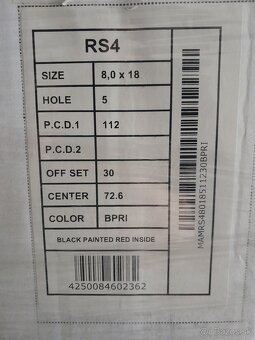 RS4
SIZE 8,0 x 18
HOLE 5
P.C.D.1 112
P.C.D.2
OFF SET 30
CENTER 72.6
COLOR BPRI
BLACK PAINTED RED INSIDE
4250084602362
MAMRS48018511230BPRI